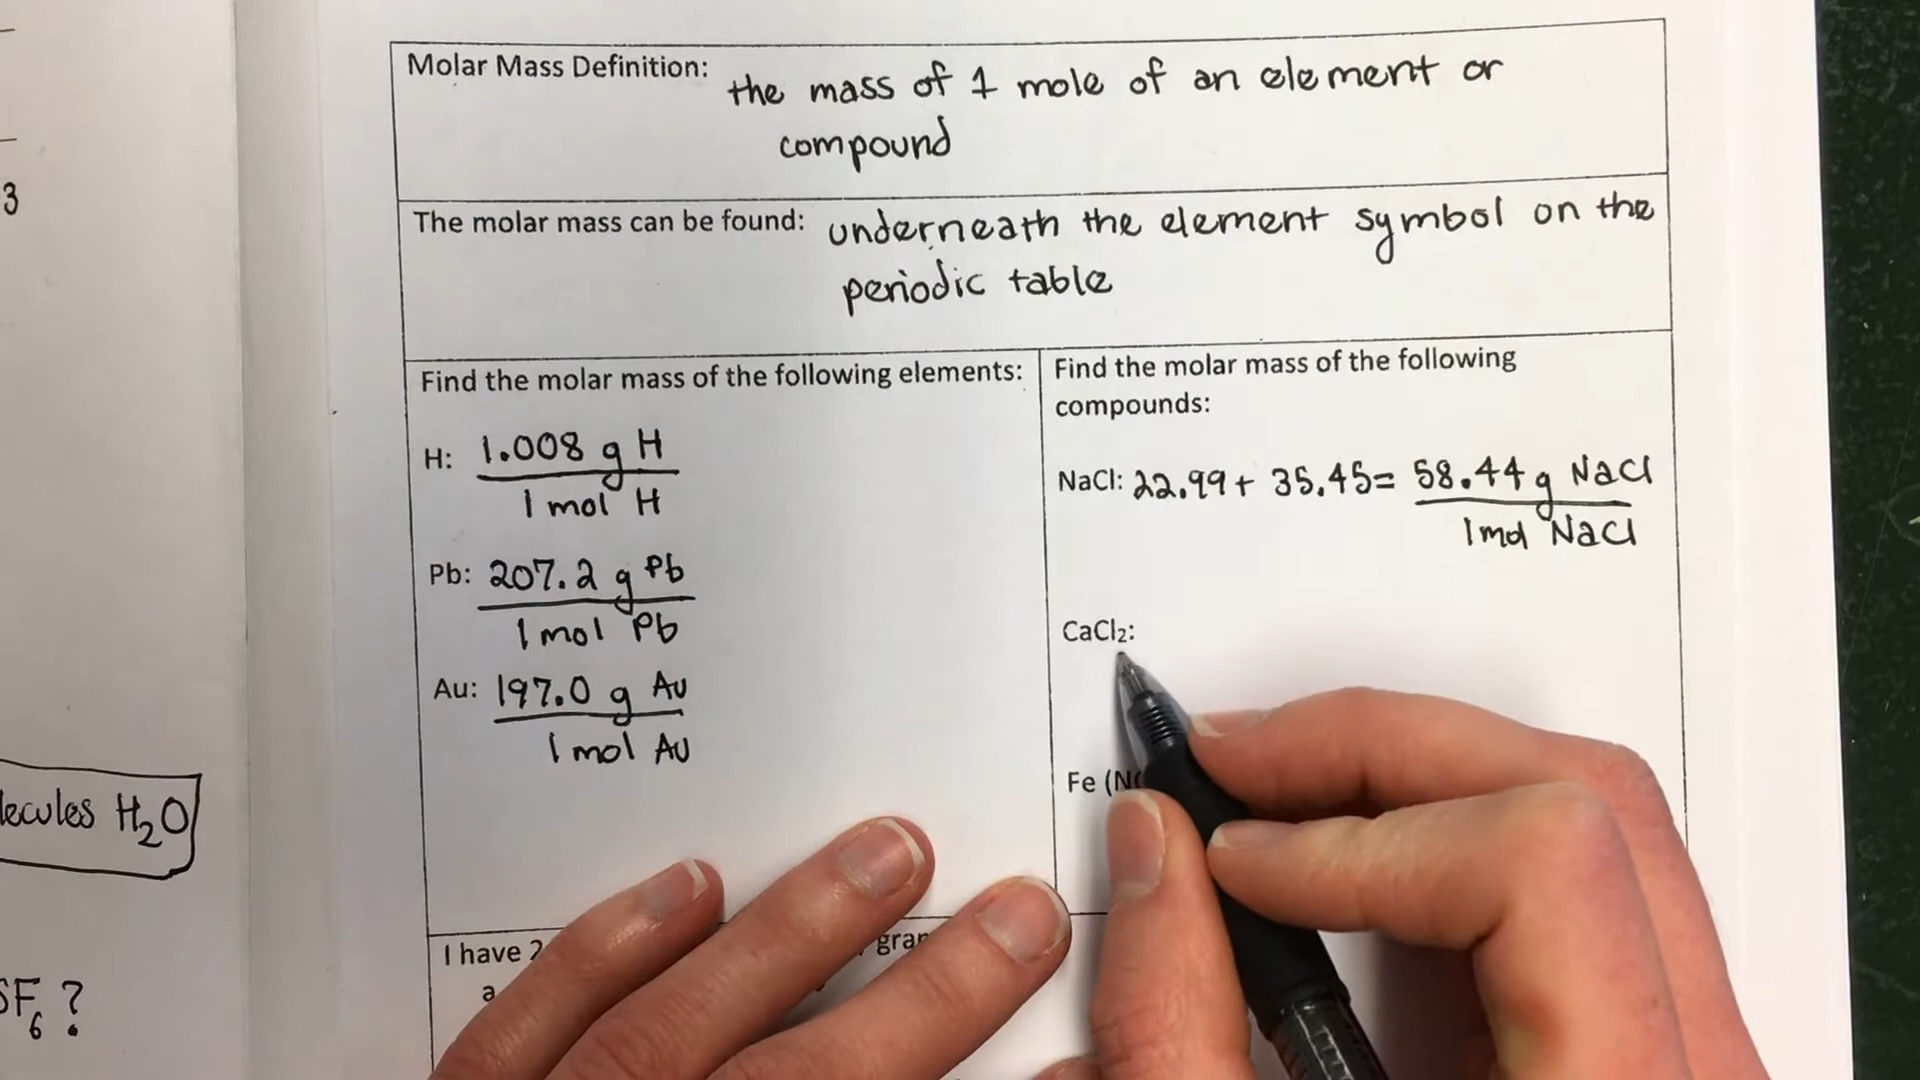 Molar Mass Definition: the mass of 1 mole of an element or
compound
The molar mass can be found: underneath the element symbol on the
periodic table
Find the molar mass of the following elements:
H: 1.008 g H
1 mol H
Pb: 207.2 g Pb
1 mol Pb
Au: 197.0 g Au
1 mol Au
Find the molar mass of the following
compounds:
NaCl: 22.99+ 35.45= 58.44 g NaCl
1 mol NaCl
CaCl₂:
Fe (N
I have 2
a
3
H₂O
SF₆ ?